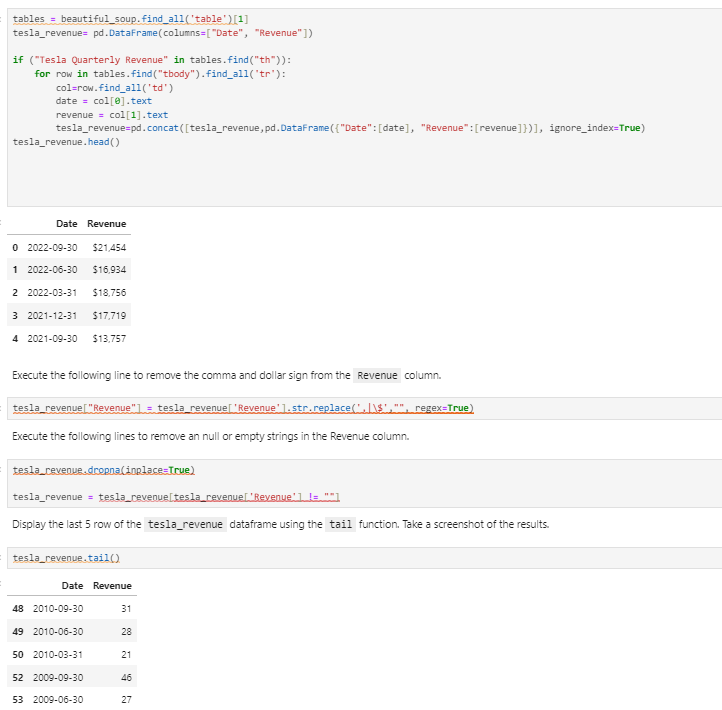 tables = beautiful_soup.find_all('table')[1]
tesla_revenue= pd.DataFrame(columns=["Date", "Revenue"])
if ("Tesla Quarterly Revenue" in tables.find("th")):
for row in tables.find("tbody").find_all('tr'):
col=row.find_all('td')
date = col[0].text
revenue = col[1].text
tesla_revenue=pd.concat([tesla_revenue,pd.DataFrame({"Date":[date], "Revenue":[revenue]})], ignore_index=True)
tesla_revenue.head()
Date Revenue
0 2022-09-30 $21,454
1 2022-06-30 $16,934
2 2022-03-31 $18,756
3 2021-12-31 $17,719
4 2021-09-30 $13,757
Execute the following line to remove the comma and dollar sign from the Revenue column.
tesla_revenue["Revenue"] = tesla_revenue['Revenue'].str.replace(',|\$',"", regex=True)
Execute the following lines to remove an null or empty strings in the Revenue column.
tesla_revenue.dropna(inplace=True)
tesla_revenue = tesla_revenue[tesla_revenue['Revenue'] != ""]
Display the last 5 row of the tesla_revenue dataframe using the tail function. Take a screenshot of the results.
tesla_revenue.tail()
Date Revenue
48 2010-09-30 31
49 2010-06-30 28
50 2010-03-31 21
52 2009-09-30 46
53 2009-06-30 27